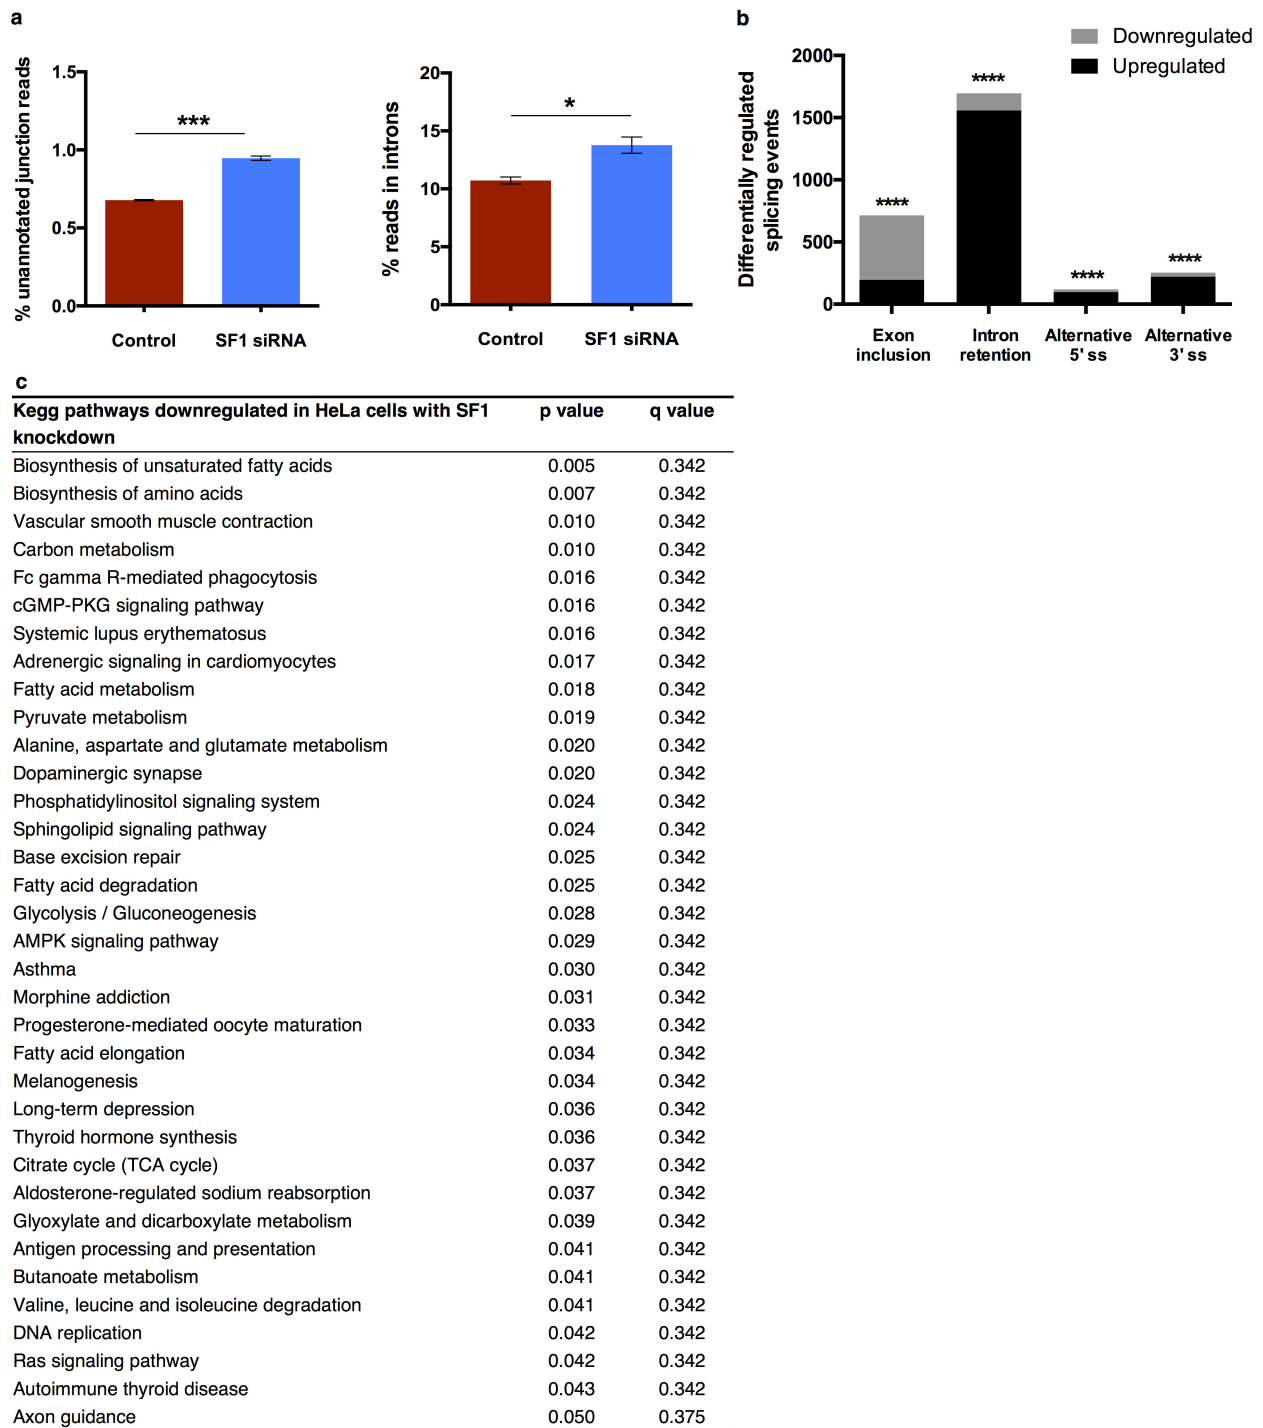 a
% unannotated junction reads
1.5
1.0
0.5
0.0
***
Control
SF1 siRNA
% reads in introns
20
15
10
5
0
*
Control
SF1 siRNA
b
Downregulated
Upregulated
Differentially regulated
splicing events
2000
1500
1000
500
0
****
****
****
****
Exon
inclusion
Intron
retention
Alternative
5' ss
Alternative
3' ss
c
Kegg pathways downregulated in HeLa cells with SF1 p value q value
knockdown
Biosynthesis of unsaturated fatty acids 0.005 0.342
Biosynthesis of amino acids 0.007 0.342
Vascular smooth muscle contraction 0.010 0.342
Carbon metabolism 0.010 0.342
Fc gamma R-mediated phagocytosis 0.016 0.342
cGMP-PKG signaling pathway 0.016 0.342
Systemic lupus erythematosus 0.016 0.342
Adrenergic signaling in cardiomyocytes 0.017 0.342
Fatty acid metabolism 0.018 0.342
Pyruvate metabolism 0.019 0.342
Alanine, aspartate and glutamate metabolism 0.020 0.342
Dopaminergic synapse 0.020 0.342
Phosphatidylinositol signaling system 0.024 0.342
Sphingolipid signaling pathway 0.024 0.342
Base excision repair 0.025 0.342
Fatty acid degradation 0.025 0.342
Glycolysis / Gluconeogenesis 0.028 0.342
AMPK signaling pathway 0.029 0.342
Asthma 0.030 0.342
Morphine addiction 0.031 0.342
Progesterone-mediated oocyte maturation 0.033 0.342
Fatty acid elongation 0.034 0.342
Melanogenesis 0.034 0.342
Long-term depression 0.036 0.342
Thyroid hormone synthesis 0.036 0.342
Citrate cycle (TCA cycle) 0.037 0.342
Aldosterone-regulated sodium reabsorption 0.037 0.342
Glyoxylate and dicarboxylate metabolism 0.039 0.342
Antigen processing and presentation 0.041 0.342
Butanoate metabolism 0.041 0.342
Valine, leucine and isoleucine degradation 0.041 0.342
DNA replication 0.042 0.342
Ras signaling pathway 0.042 0.342
Autoimmune thyroid disease 0.043 0.342
Axon guidance 0.050 0.375